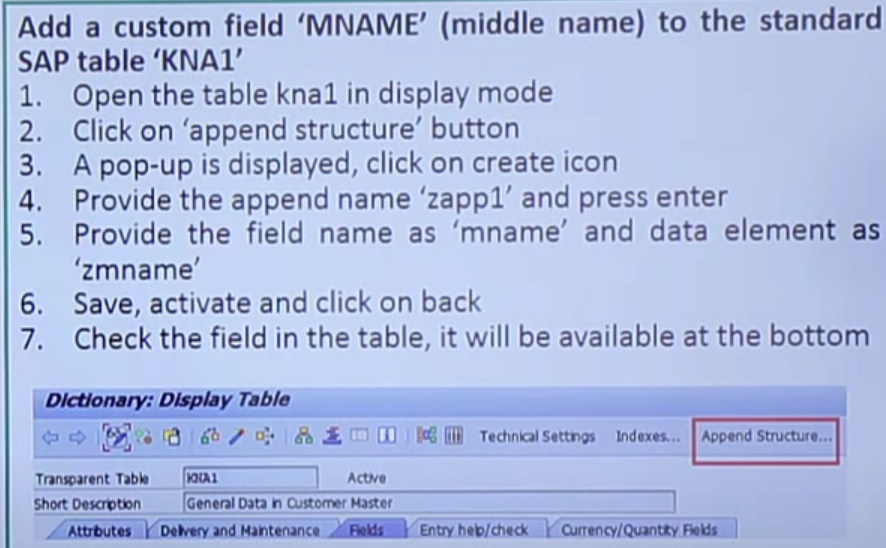 Add a custom field ‘MNAME’ (middle name) to the standard
SAP table ‘KNA1’
1. Open the table kna1 in display mode
2. Click on ‘append structure’ button
3. A pop-up is displayed, click on create icon
4. Provide the append name ‘zapp1’ and press enter
5. Provide the field name as ‘mname’ and data element as
‘zmname’
6. Save, activate and click on back
7. Check the field in the table, it will be available at the bottom
Dictionary: Display Table
Technical Settings Indexes... Append Structure...
Transparent Table KNA1 Active
Short Description General Data in Customer Master
Attributes Delivery and Maintenance Fields Entry help/check Currency/Quantity Fields